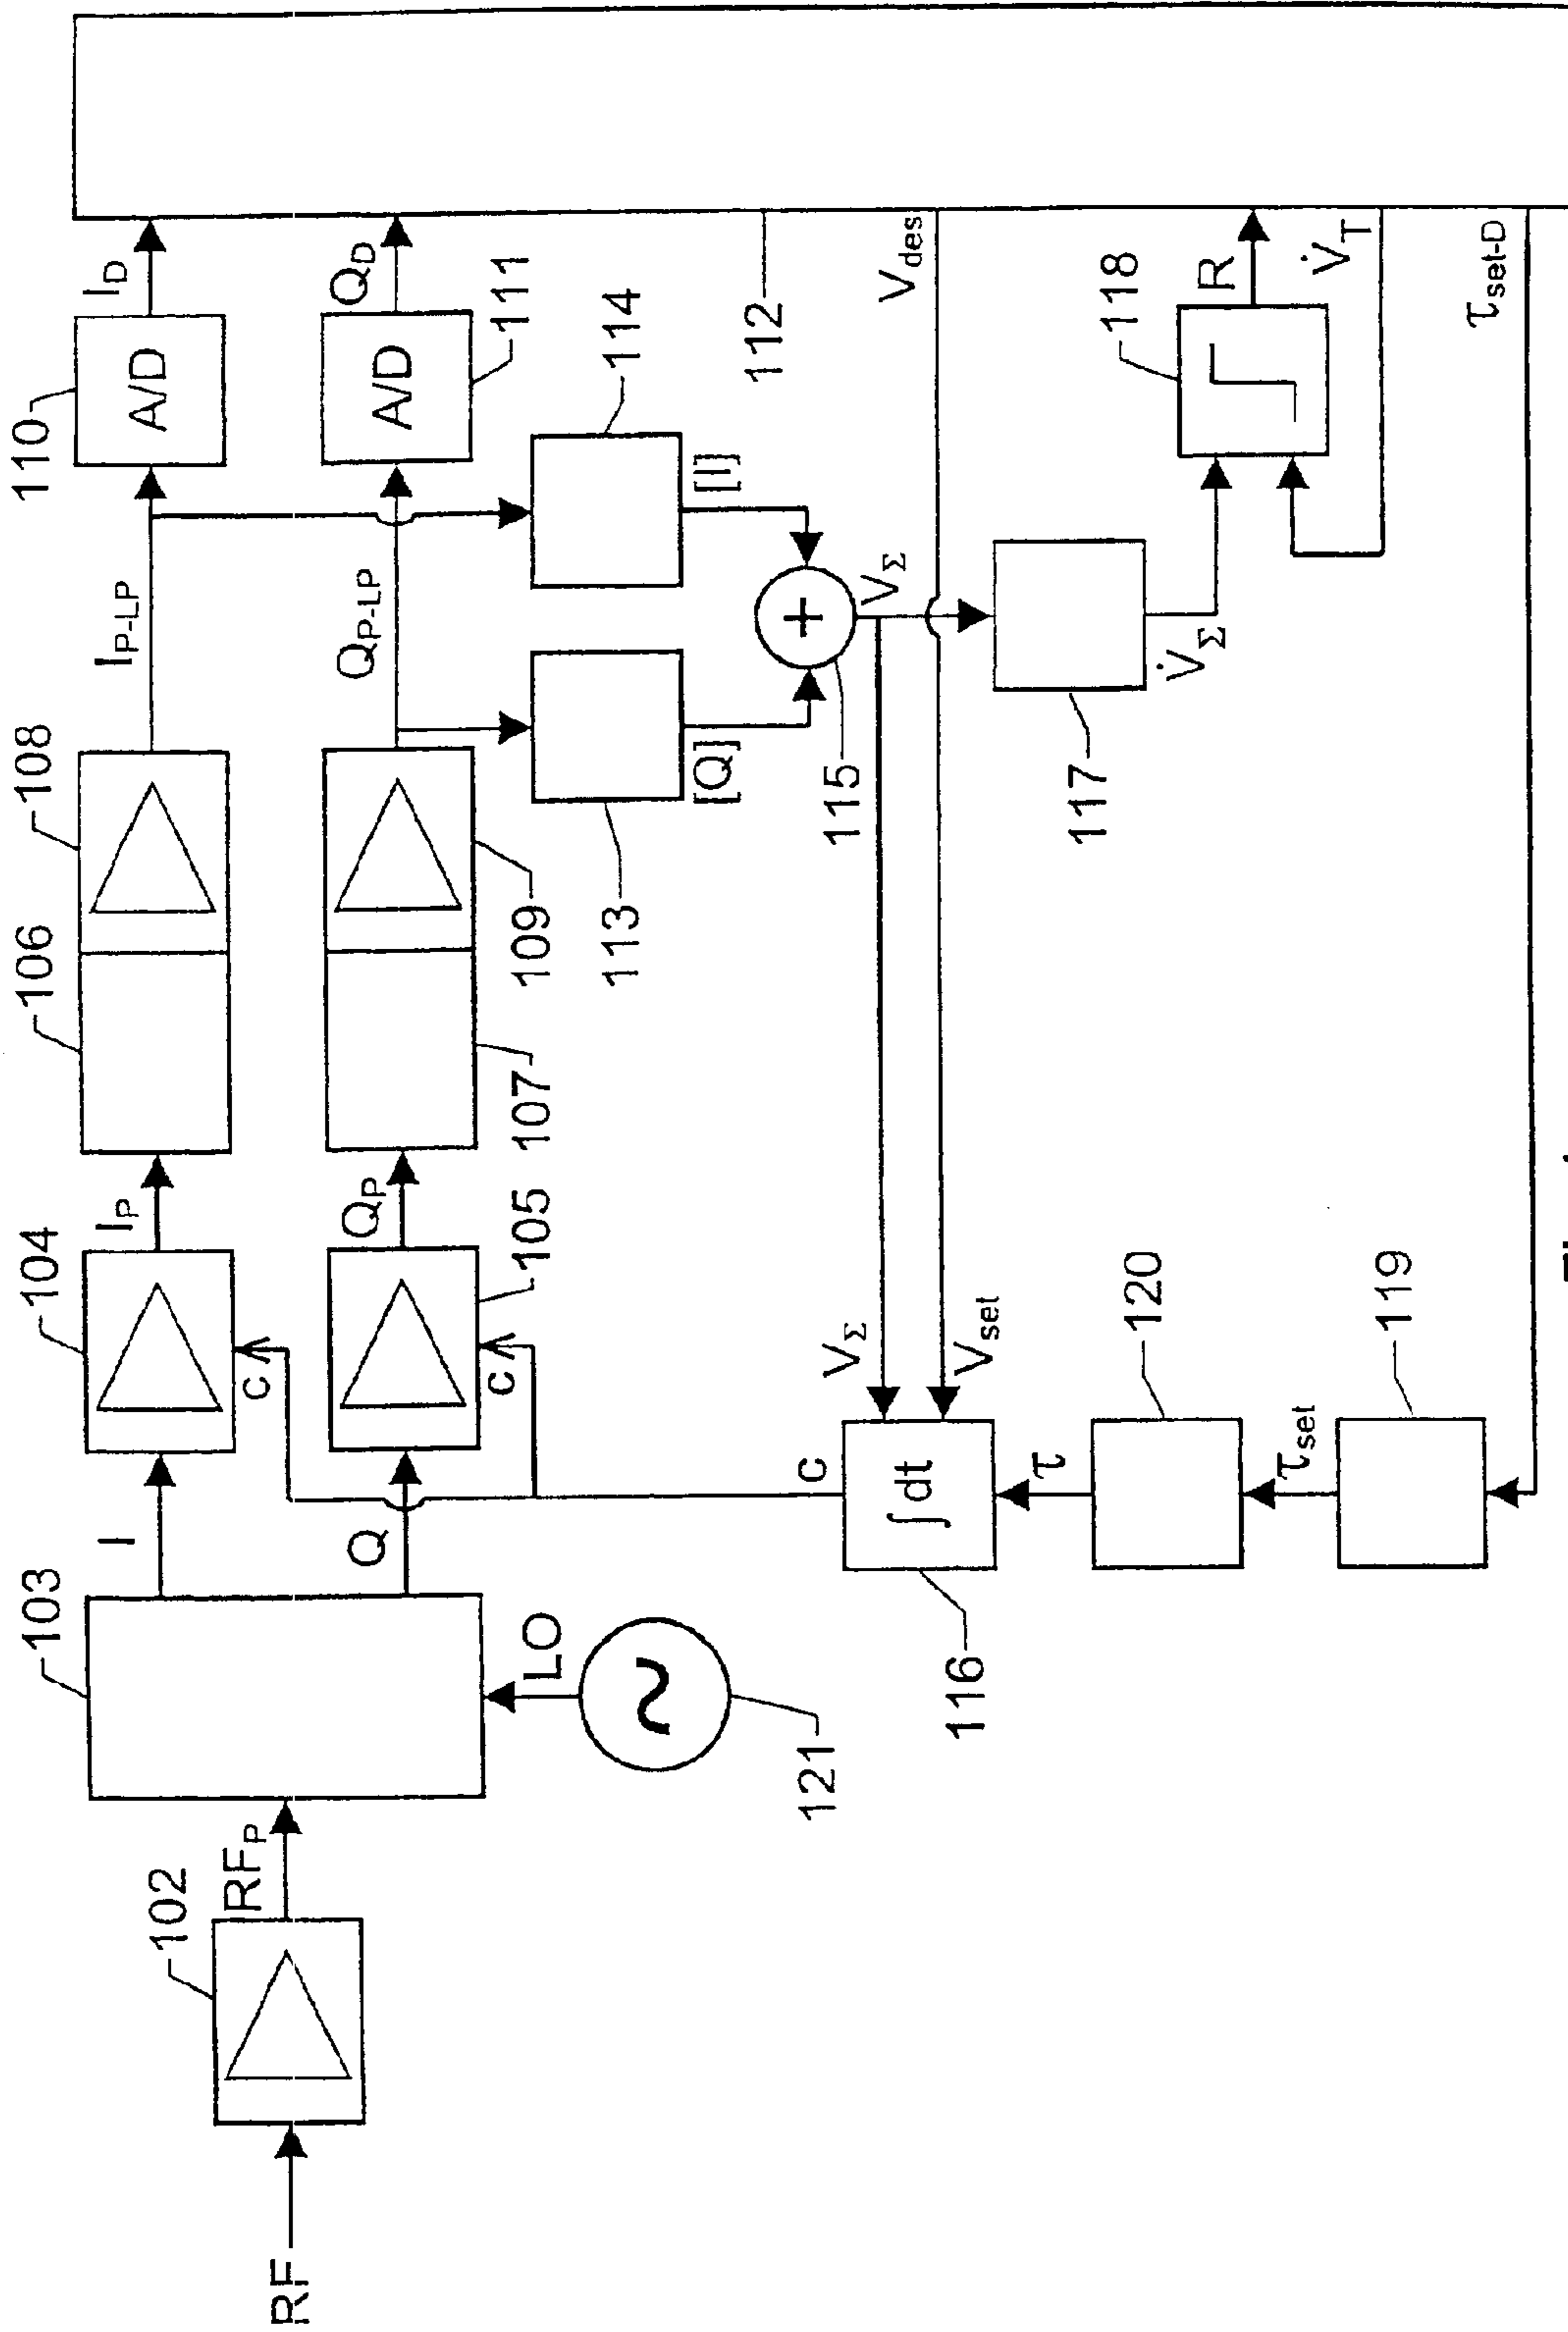 RF
102
RF_P
103
I
Q
LO
121
104
c
I_P
105
c
Q_P
106
108
107
109
I_P-LP
Q_P-LP
110
A/D
I_D
A/D
Q_D
111
112
113
114
[Q]
[I]
+
115
V_Σ
V_Σ
V_set
V_des
c
∫dt
116
τ
120
τ_set
119
117
V̇_Σ
118
R
V̇_T
τ_set-D